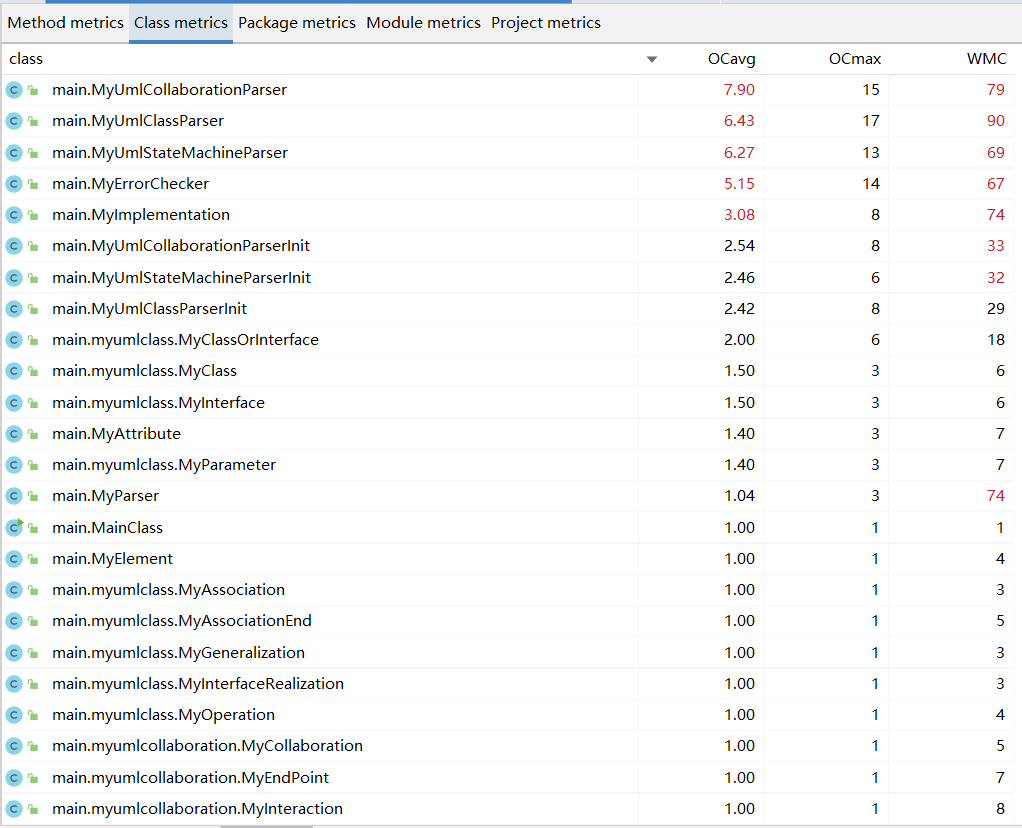 Method metrics Class metrics Package metrics Module metrics Project metrics
class OCavg OCmax WMC
C main.MyUmlCollaborationParser 7.90 15 79
C main.MyUmlClassParser 6.43 17 90
C main.MyUmlStateMachineParser 6.27 13 69
C main.MyErrorChecker 5.15 14 67
C main.MyImplementation 3.08 8 74
C main.MyUmlCollaborationParserInit 2.54 8 33
C main.MyUmlStateMachineParserInit 2.46 6 32
C main.MyUmlClassParserInit 2.42 8 29
C main.myumlclass.MyClassOrInterface 2.00 6 18
C main.myumlclass.MyClass 1.50 3 6
C main.myumlclass.MyInterface 1.50 3 6
C main.MyAttribute 1.40 3 7
C main.myumlclass.MyParameter 1.40 3 7
C main.MyParser 1.04 3 74
C main.MainClass 1.00 1 1
C main.MyElement 1.00 1 4
C main.myumlclass.MyAssociation 1.00 1 3
C main.myumlclass.MyAssociationEnd 1.00 1 5
C main.myumlclass.MyGeneralization 1.00 1 3
C main.myumlclass.MyInterfaceRealization 1.00 1 3
C main.myumlclass.MyOperation 1.00 1 4
C main.myumlcollaboration.MyCollaboration 1.00 1 5
C main.myumlcollaboration.MyEndPoint 1.00 1 7
C main.myumlcollaboration.MyInteraction 1.00 1 8